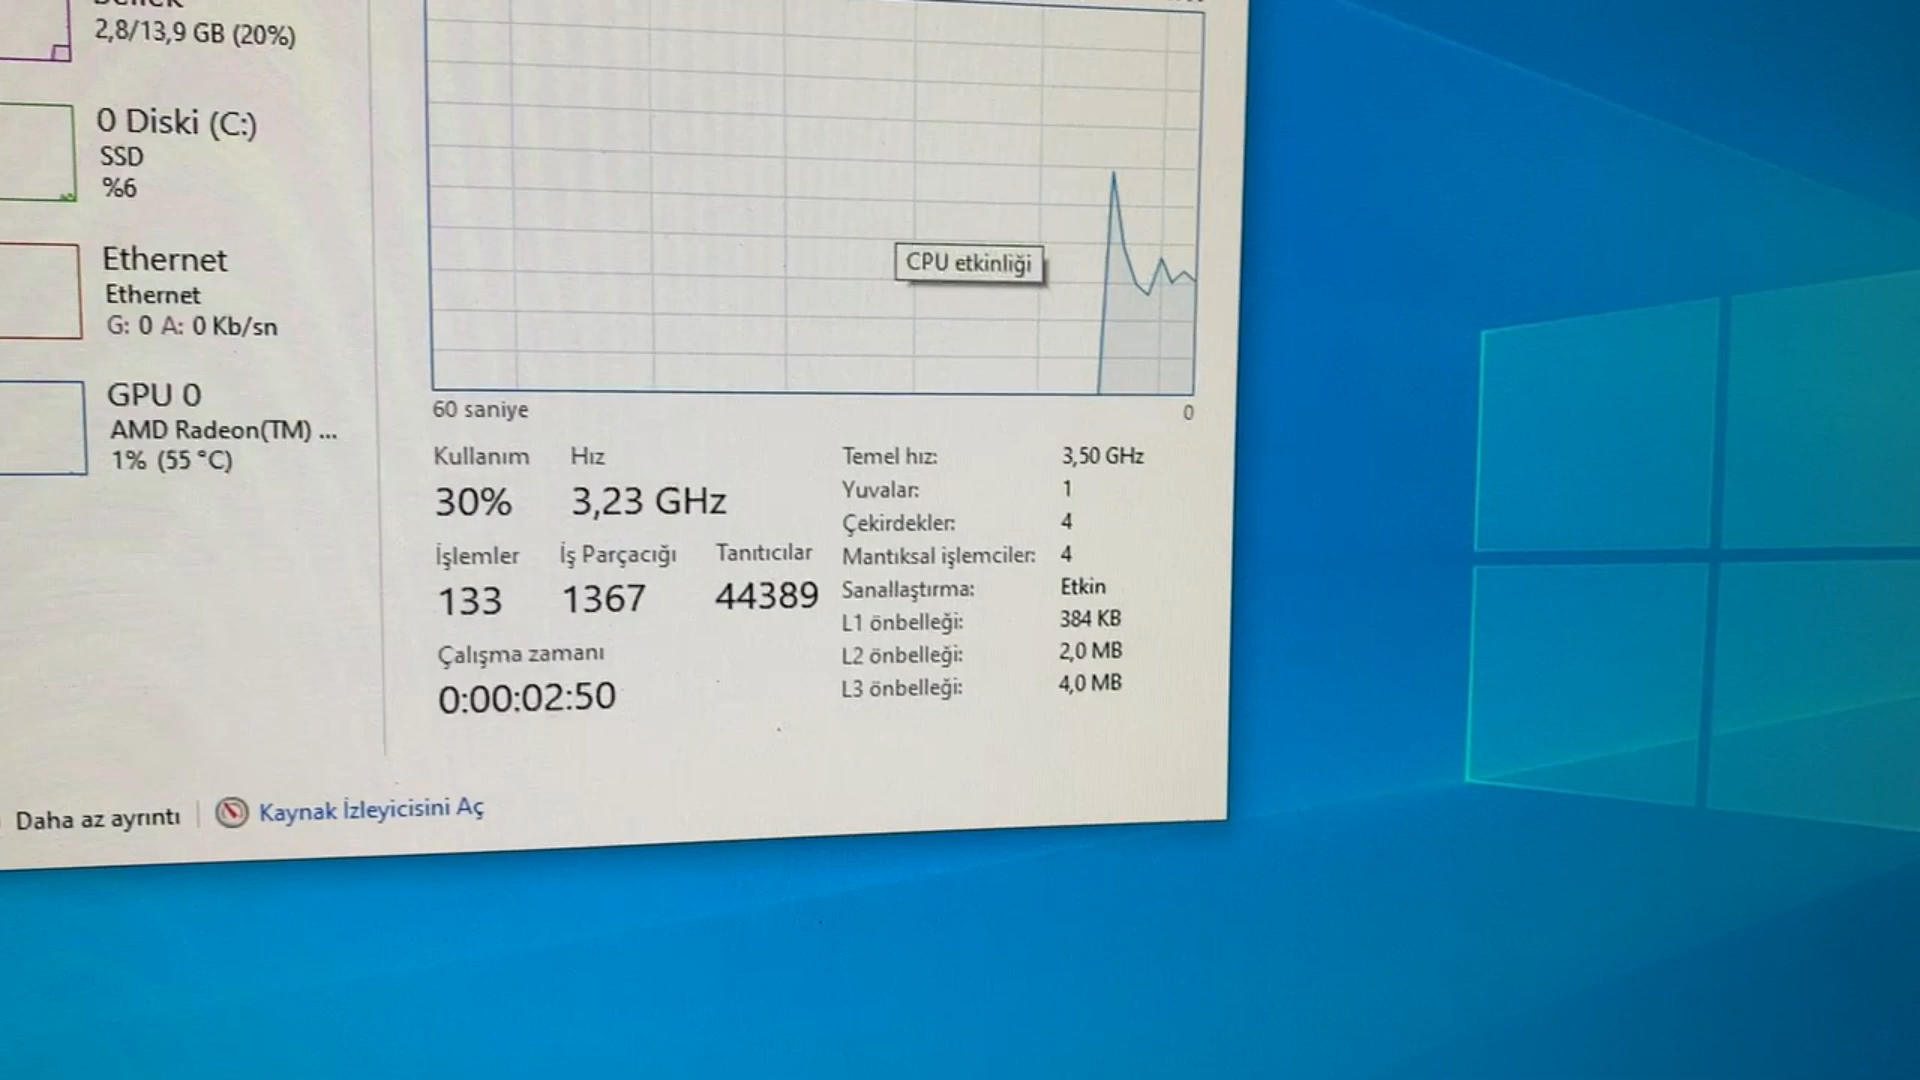 2,8/13,9 GB (20%)
0 Diski (C:)
SSD
%6
Ethernet
Ethernet
G: 0 A: 0 Kb/sn
GPU 0
AMD Radeon(TM) ...
1% (55 °C)
CPU etkinliği
60 saniye
0
Kullanım
Hız
30%
3,23 GHz
İşlemler
İş Parçacığı
Tanıtıcılar
133
1367
44389
Çalışma zamanı
0:00:02:50
Temel hız: 3,50 GHz
Yuvalar: 1
Çekirdekler: 4
Mantıksal işlemciler: 4
Sanallaştırma: Etkin
L1 önbelleği: 384 KB
L2 önbelleği: 2,0 MB
L3 önbelleği: 4,0 MB
Daha az ayrıntı
Kaynak İzleyicisini Aç